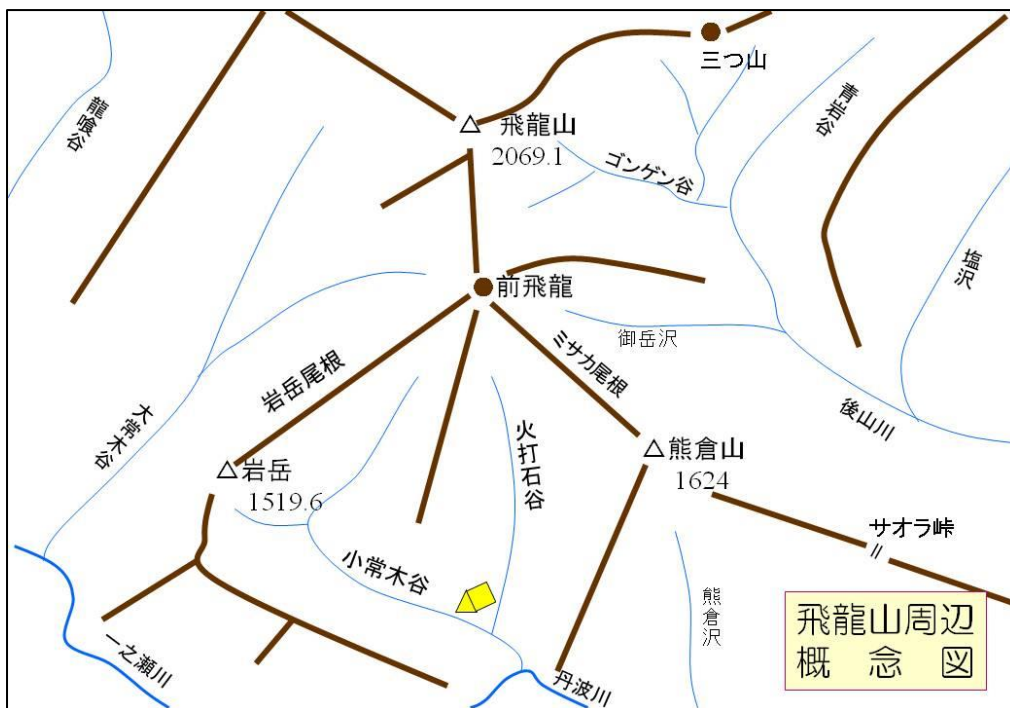 三つ山
龍喰谷
青岩谷
飛龍山
2069.1
ゴンゲン谷
塩沢
前飛龍
御岳沢
ミサカ尾根
岩岳尾根
大常木谷
後山川
火打石谷
熊倉山
1624
岩岳
1519.6
サオラ峠
小常木谷
熊倉沢
一之瀬川
丹波川
飛龍山周辺
概念図